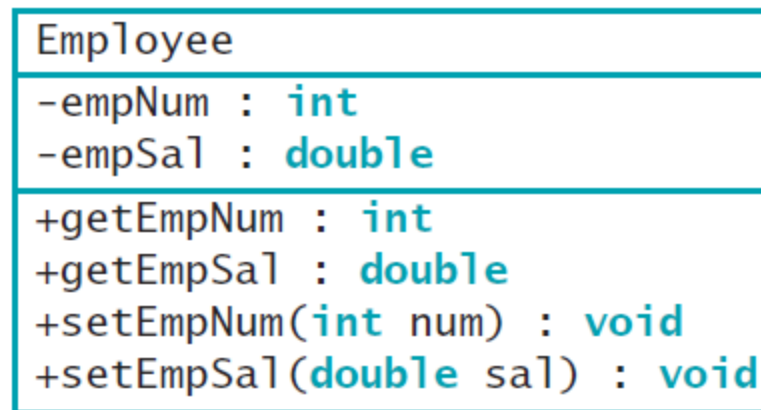 Employee
-empNum : int
-empSal : double
+getEmpNum : int
+getEmpSal : double
+setEmpNum(int num) : void
+setEmpSal(double sal) : void